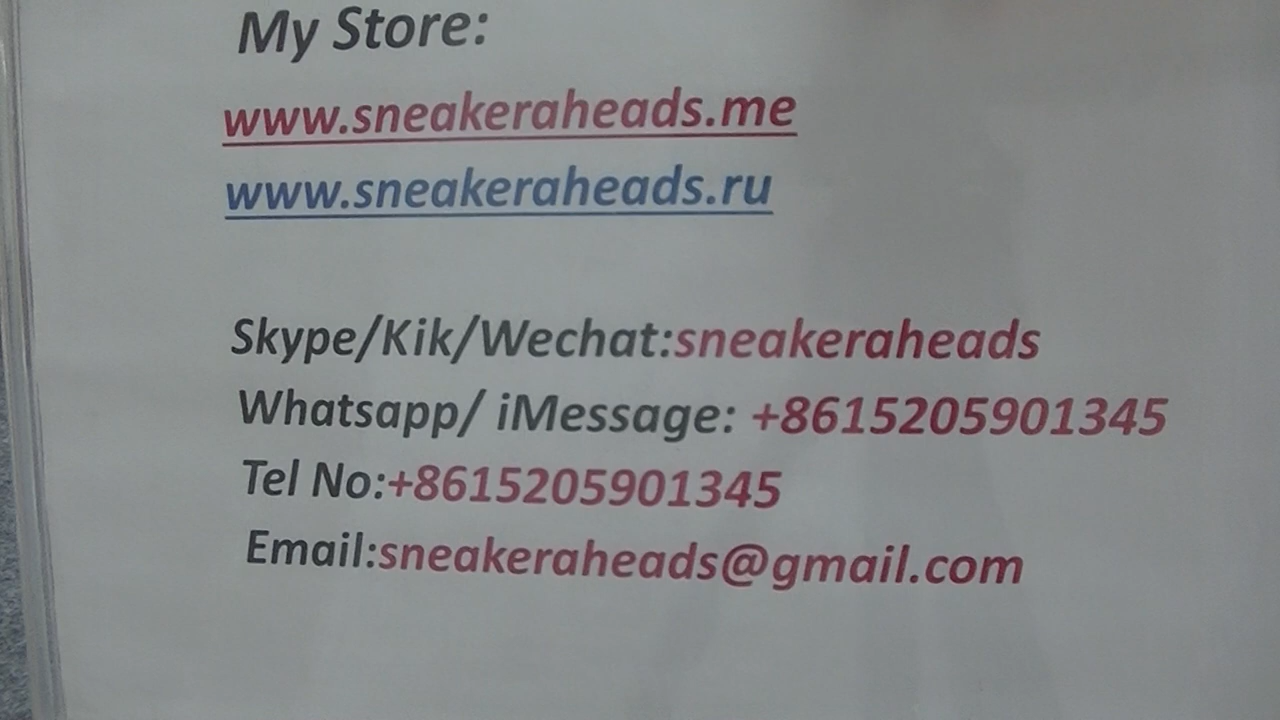 My Store:
www.sneakeraheads.me
www.sneakeraheads.ru
Skype/Kik/Wechat:sneakeraheads
Whatsapp/ iMessage: +8615205901345
Tel No:+8615205901345
Email:sneakeraheads@gmail.com